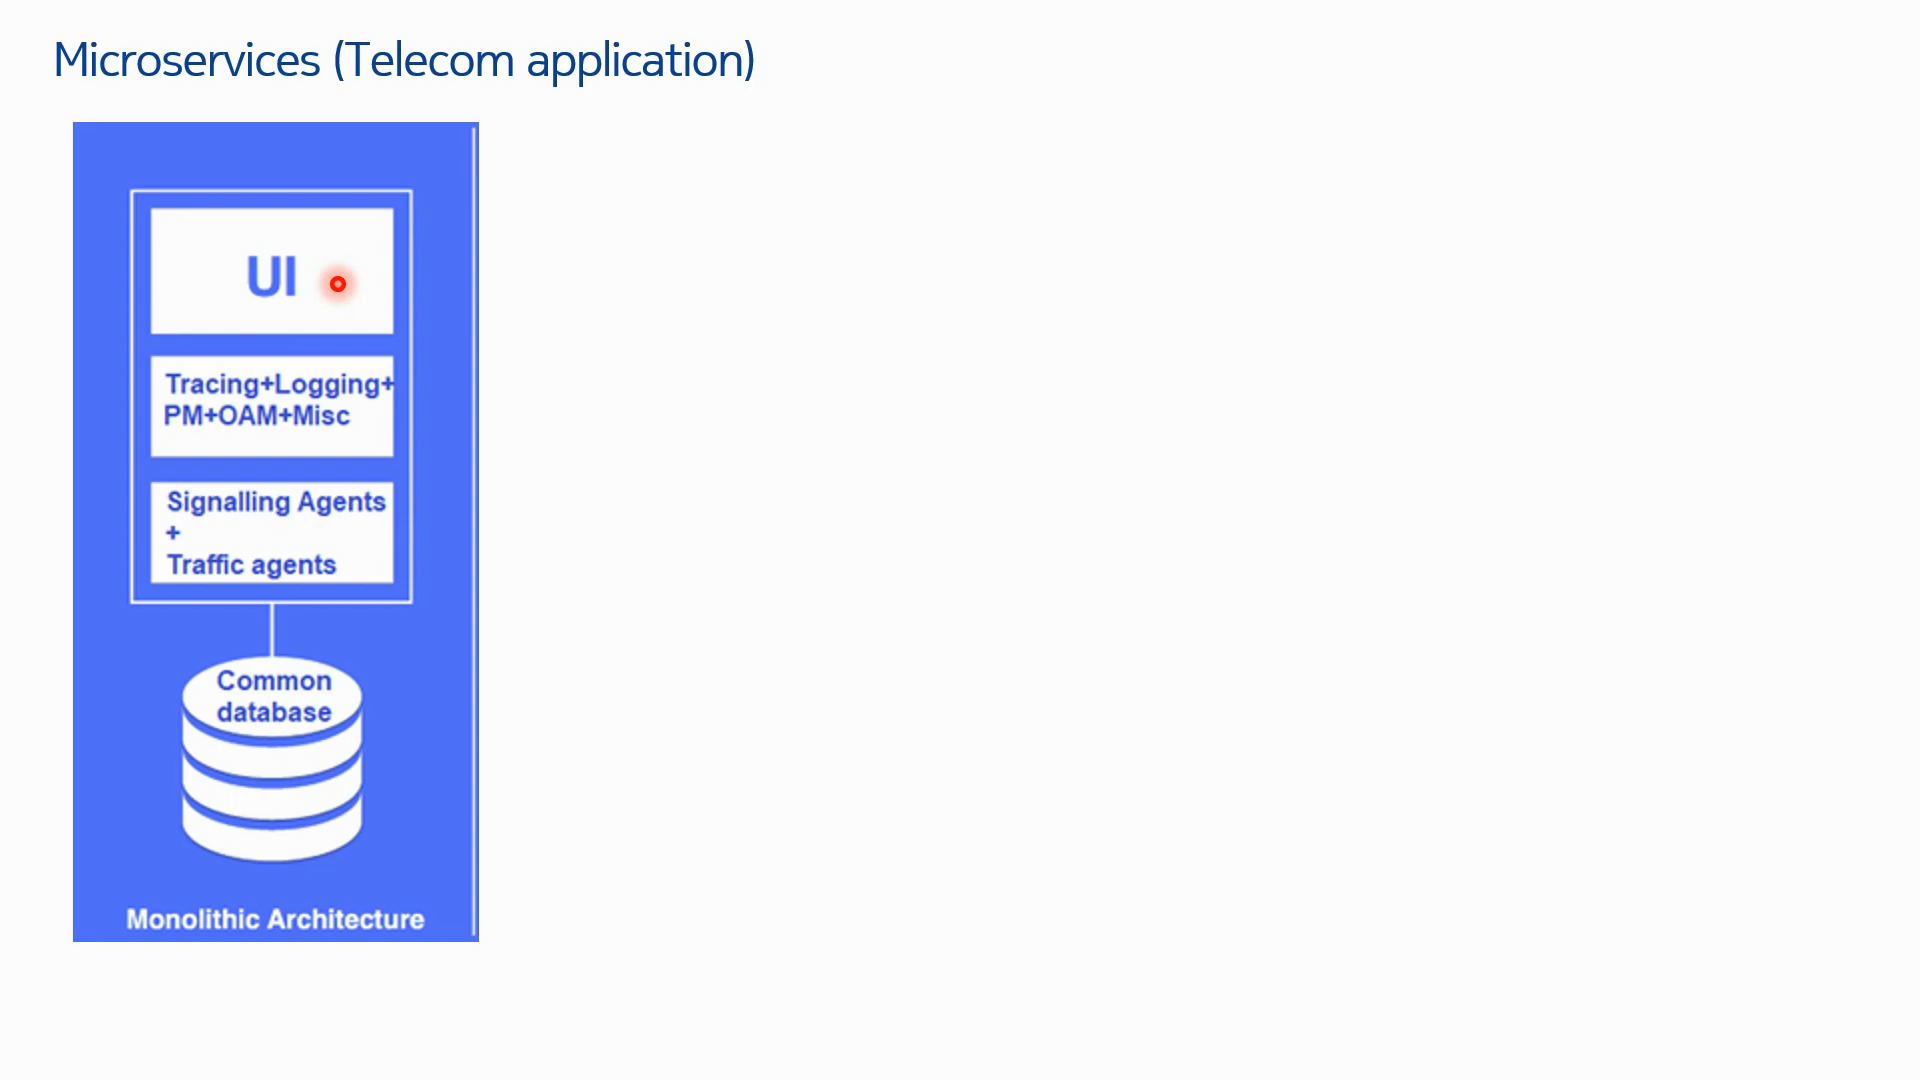 Microservices (Telecom application)
UI
Tracing+Logging+
PM+OAM+Misc
Signalling Agents
+
Traffic agents
Common
database
Monolithic Architecture